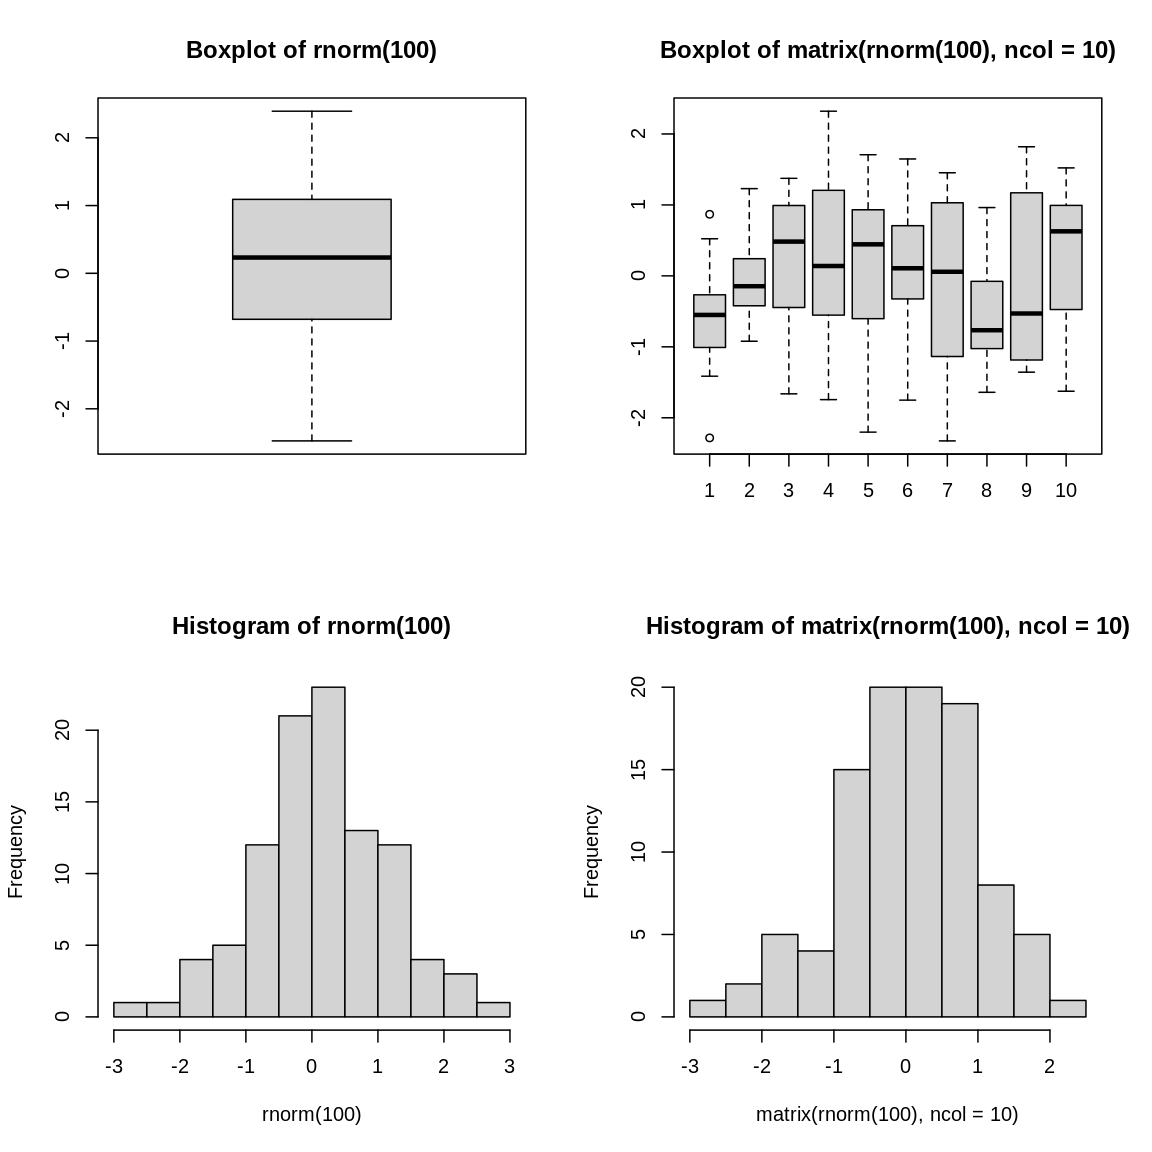 Boxplot of rnorm(100)
2
1
0
-1
-2
Boxplot of matrix(rnorm(100), ncol = 10)
2
1
0
-1
-2
1 2 3 4 5 6 7 8 9 10
Histogram of rnorm(100)
Frequency
20
15
10
5
0
-3 -2 -1 0 1 2 3
rnorm(100)
Histogram of matrix(rnorm(100), ncol = 10)
Frequency
20
15
10
5
0
-3 -2 -1 0 1 2
matrix(rnorm(100), ncol = 10)